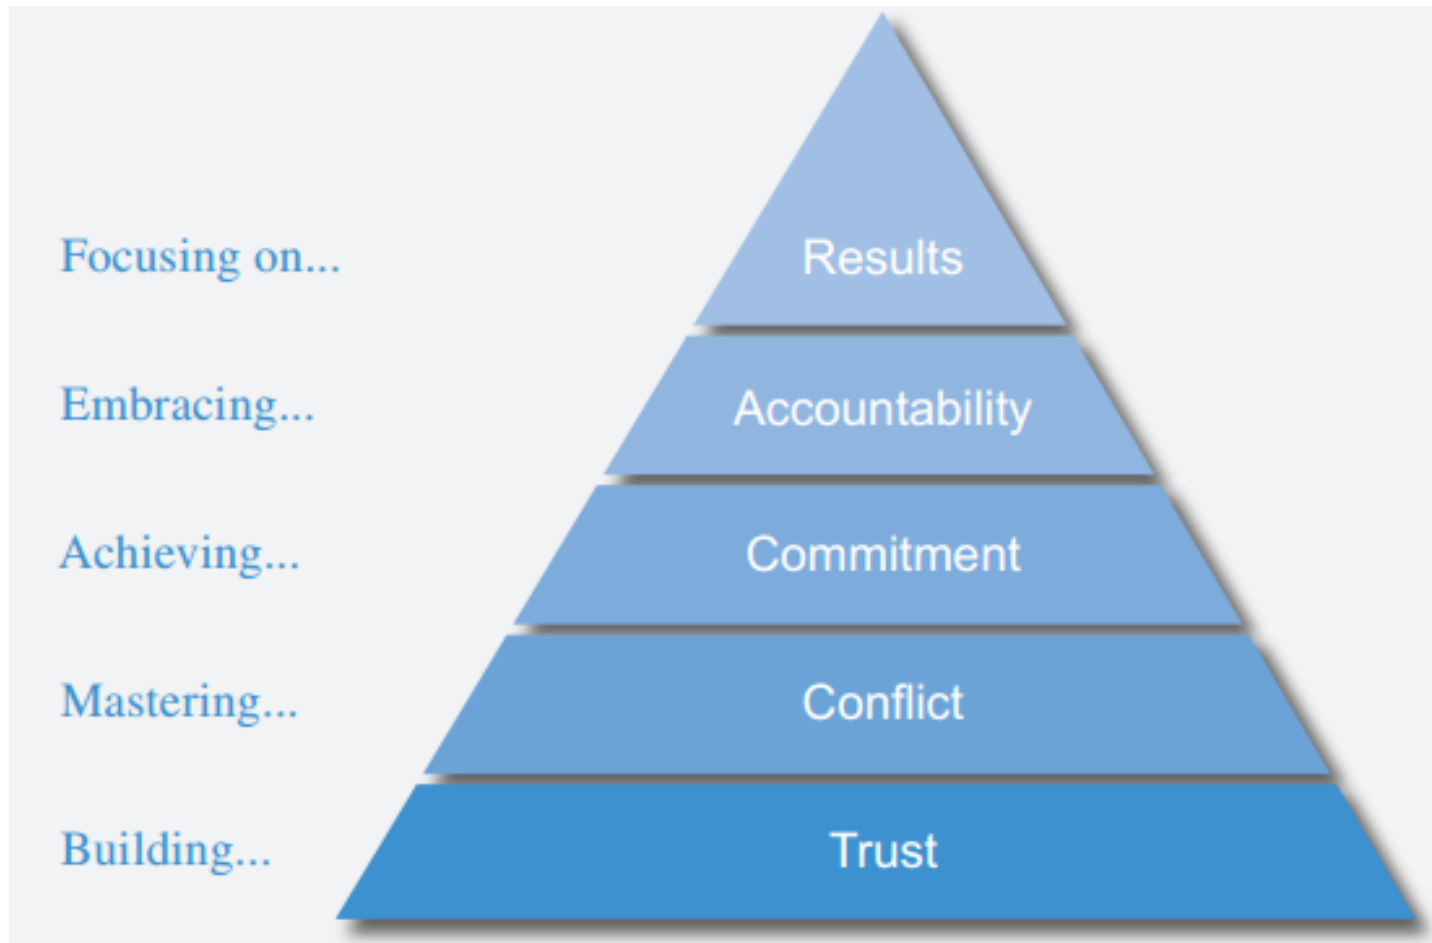 Focusing on... Results
Embracing... Accountability
Achieving... Commitment
Mastering... Conflict
Building... Trust